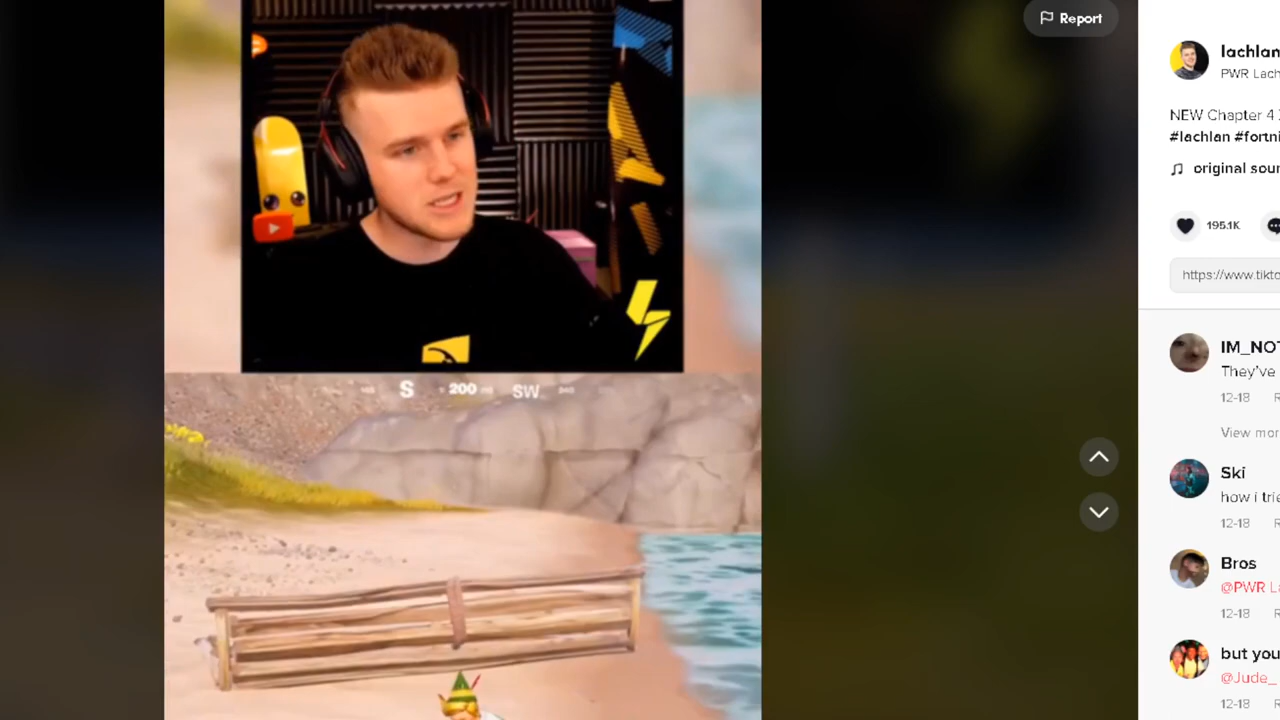 Report
lachlan
PWR Lach
NEW Chapter 4
#lachlan #fortni
original soun
195.1K
https://www.tikto
S 200 SW
IM_NOT
They've
12-18 R
View mor
Ski
how i trie
12-18 R
Bros
@PWR La
12-18 R
but you
@Jude_
12-18 R